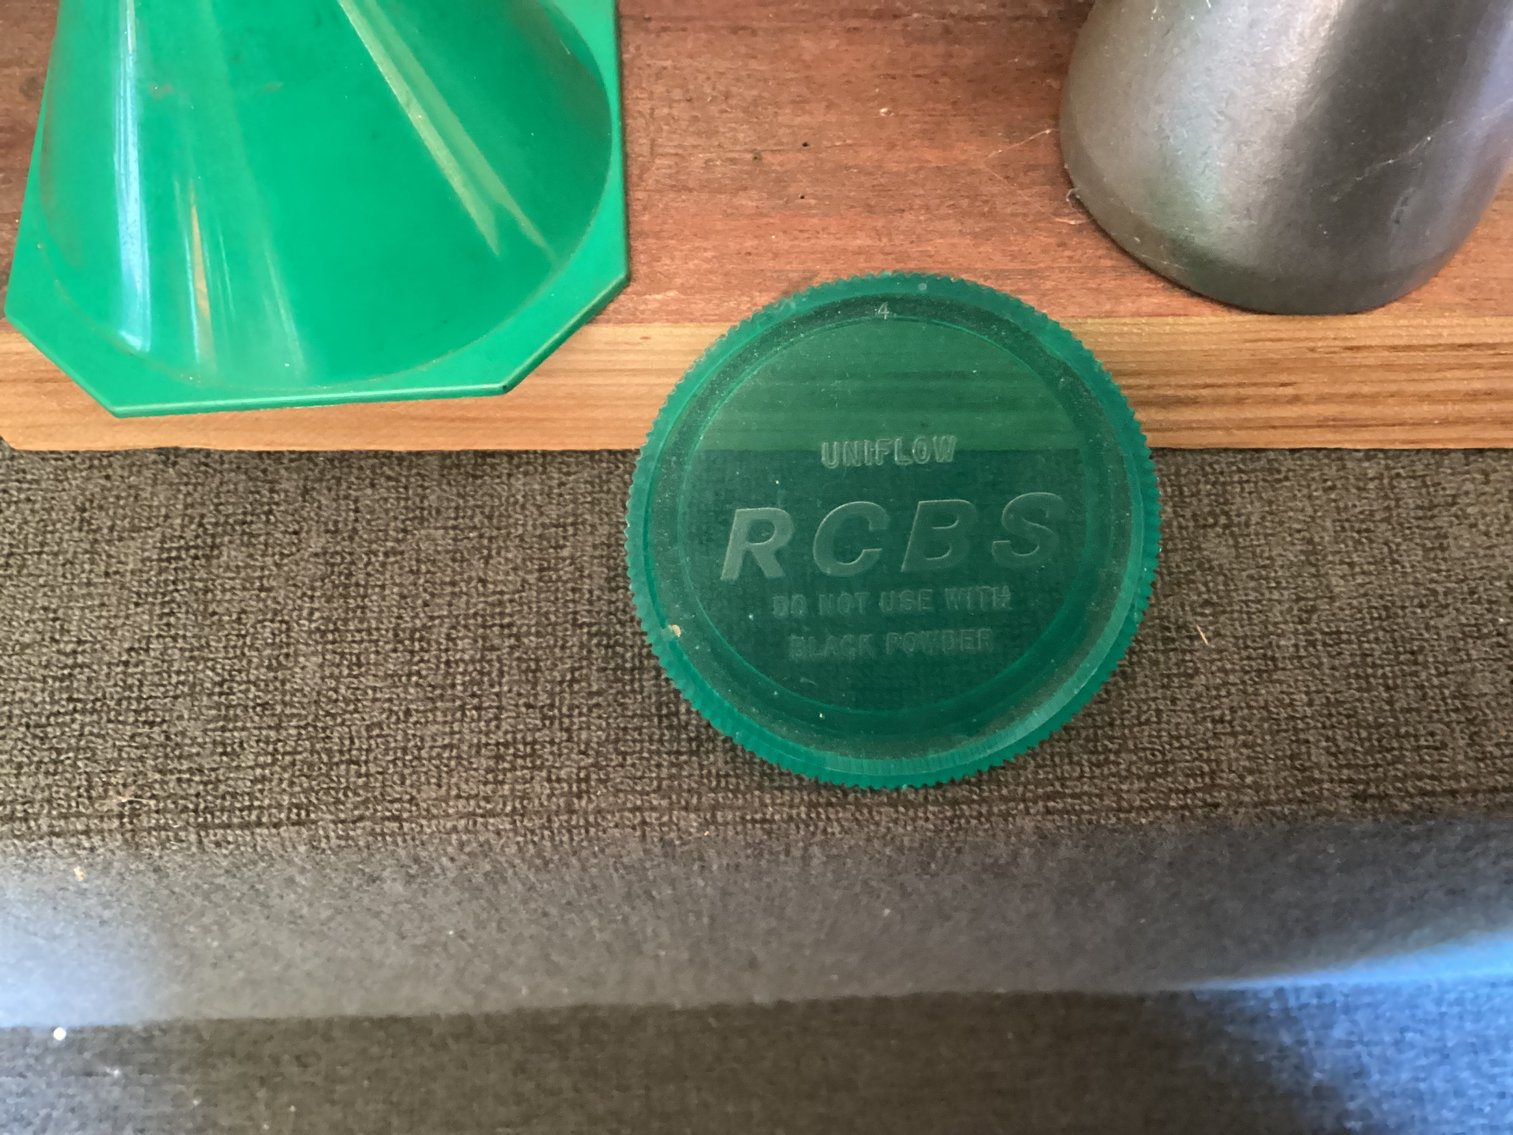 4
UNIFLOW
RCBS
DO NOT USE WITH
BLACK POWDER